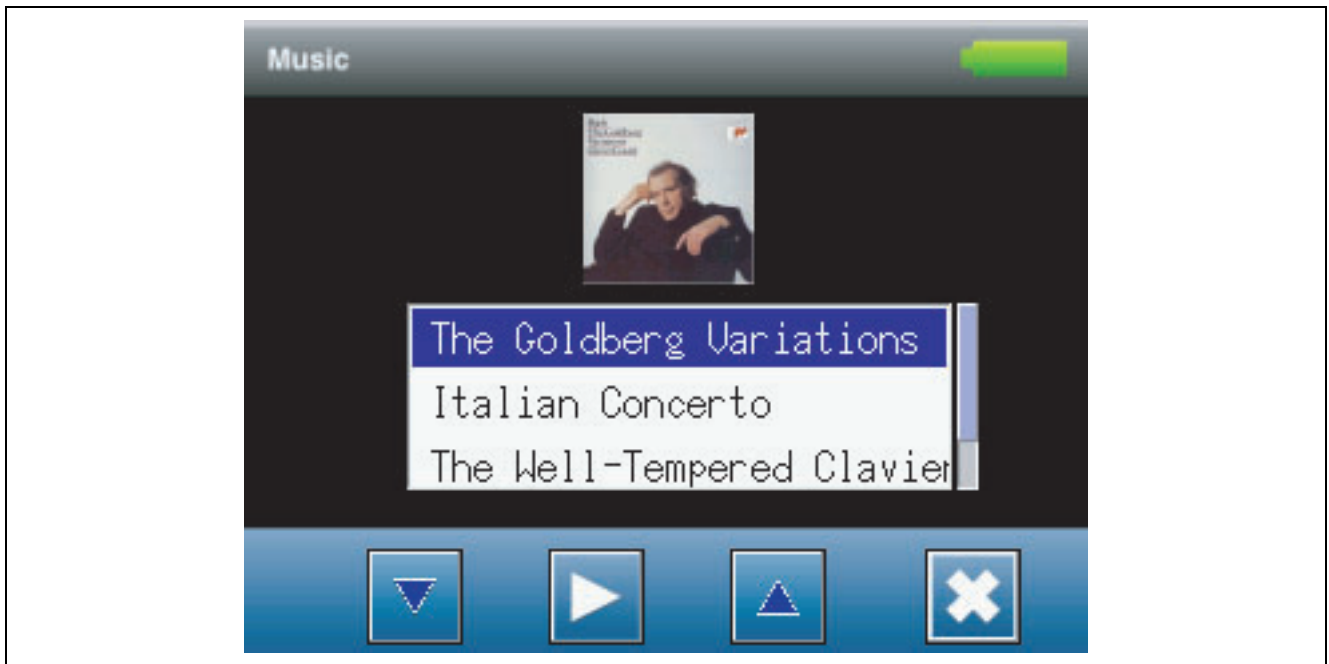 Music
The Goldberg Variations
Italian Concerto
The Well-Tempered Clavier